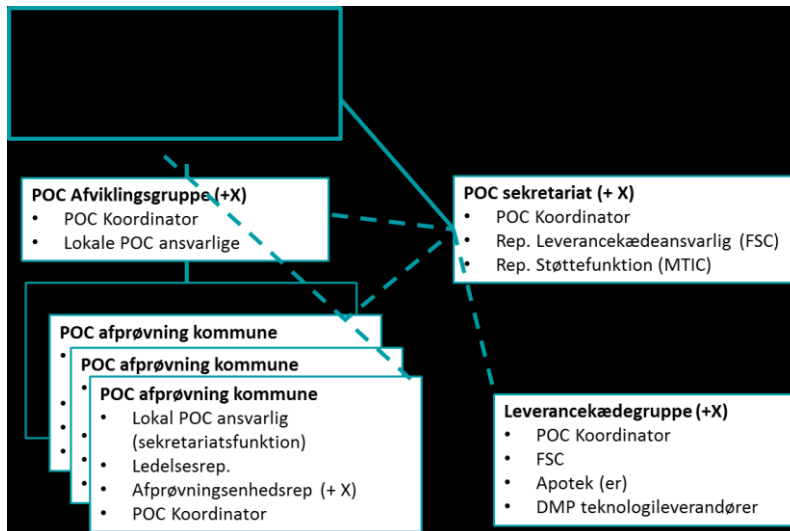 POC Afviklingsgruppe (+X)
• POC Koordinator
• Lokale POC ansvarlige
POC sekretariat (+ X)
• POC Koordinator
• Rep. Leverancekædeansvarlig (FSC)
• Rep. Støttefunktion (MTIC)
POC afprøvning kommune
POC afprøvning kommune
POC afprøvning kommune
• Lokal POC ansvarlig
(sekretariatsfunktion)
• Ledelsesrep.
• Afprøvningsenhedsrep (+ X)
• POC Koordinator
Leverancekædegruppe (+X)
• POC Koordinator
• FSC
• Apotek (er)
• DMP teknologileverandører